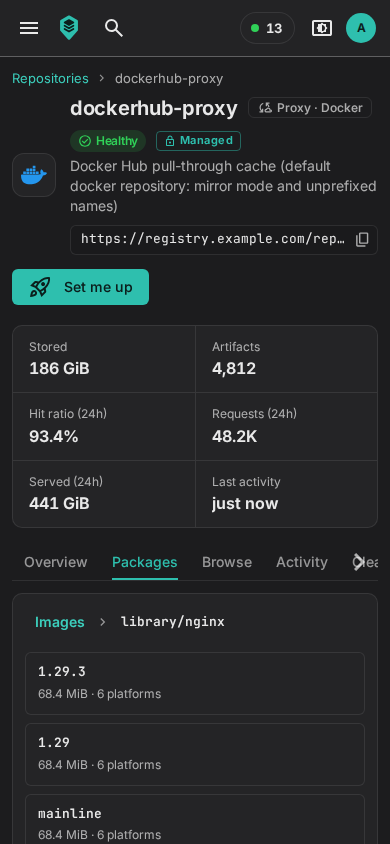 13
A
Repositories > dockerhub-proxy
dockerhub-proxy
Proxy · Docker
Healthy
Managed
Docker Hub pull-through cache (default
docker repository: mirror mode and unprefixed
names)
https://registry.example.com/rep…
Set me up
Stored
186 GiB
Artifacts
4,812
Hit ratio (24h)
93.4%
Requests (24h)
48.2K
Served (24h)
441 GiB
Last activity
just now
Overview Packages Browse Activity
Images > library/nginx
1.29.3
68.4 MiB · 6 platforms
1.29
68.4 MiB · 6 platforms
mainline
68.4 MiB · 6 platforms